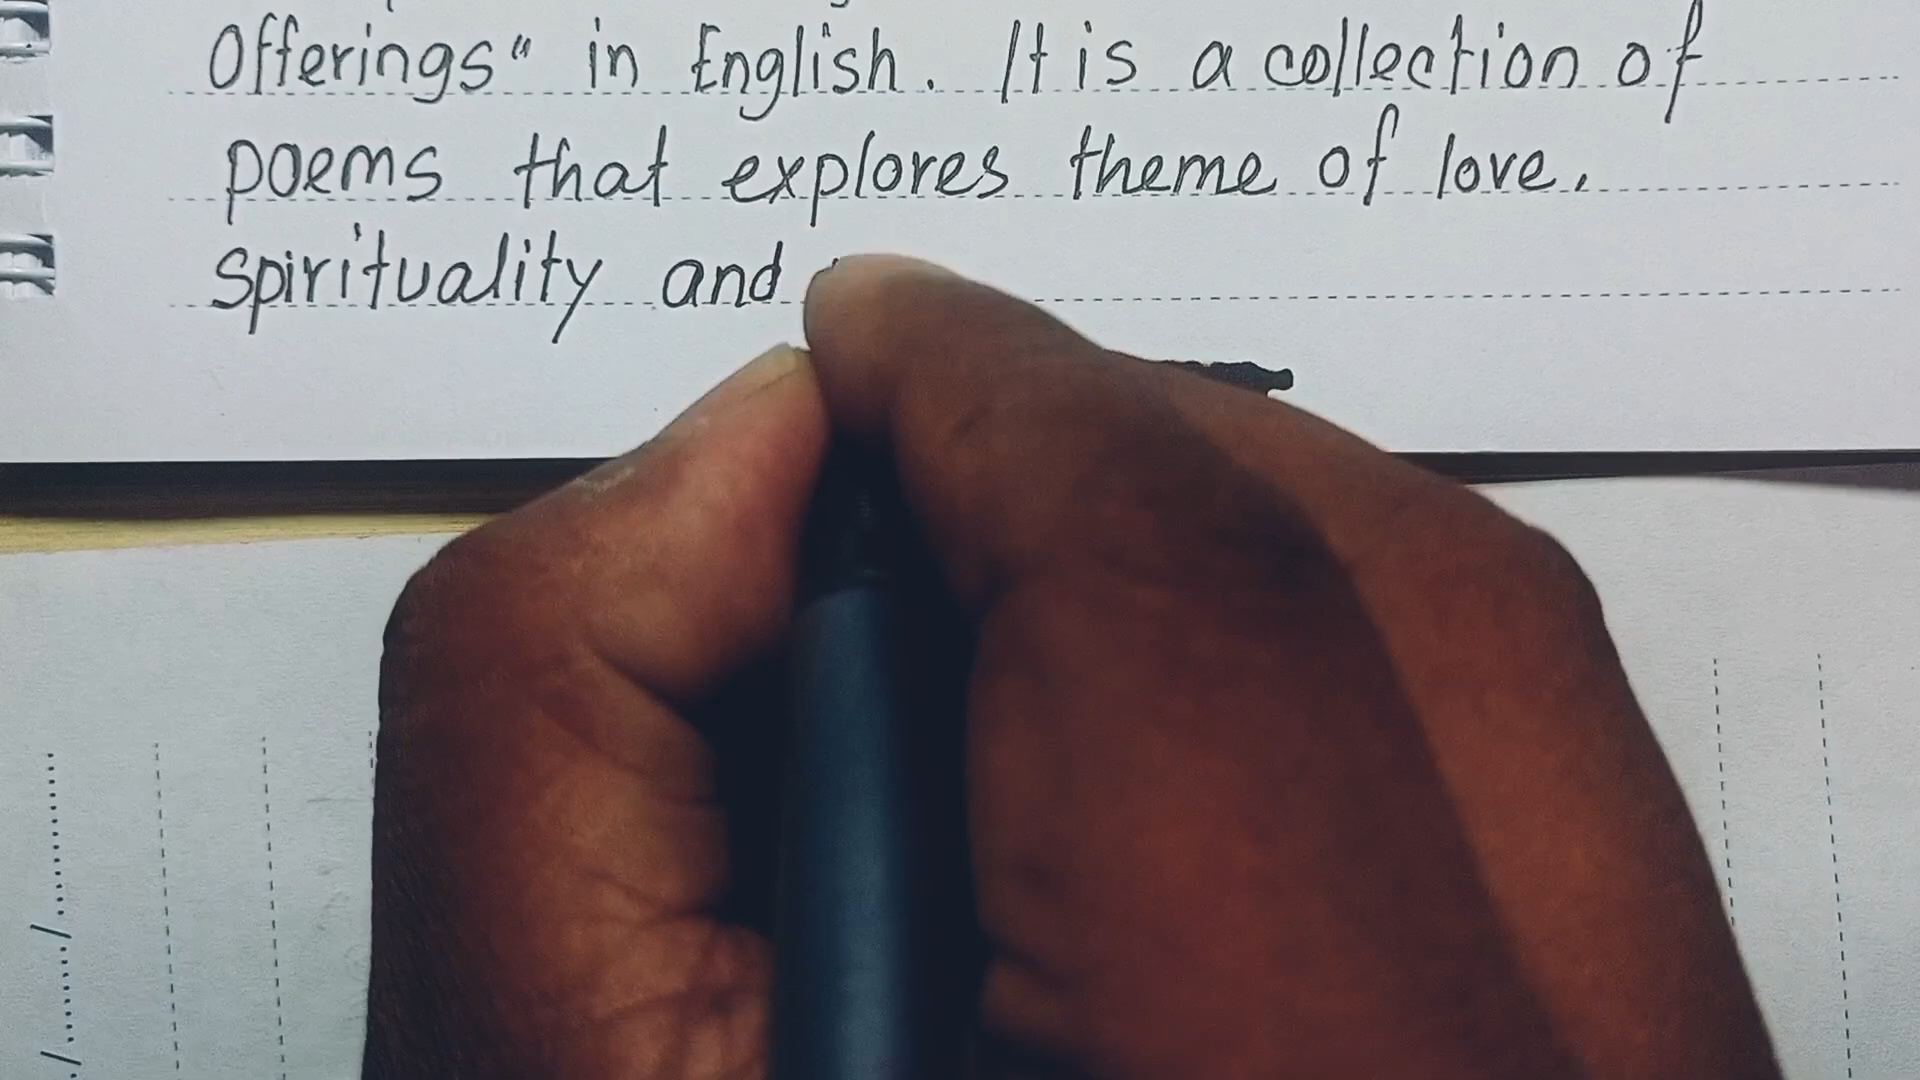 Offerings" in English. It is a collection of
poems that explores theme of love,
spirituality and